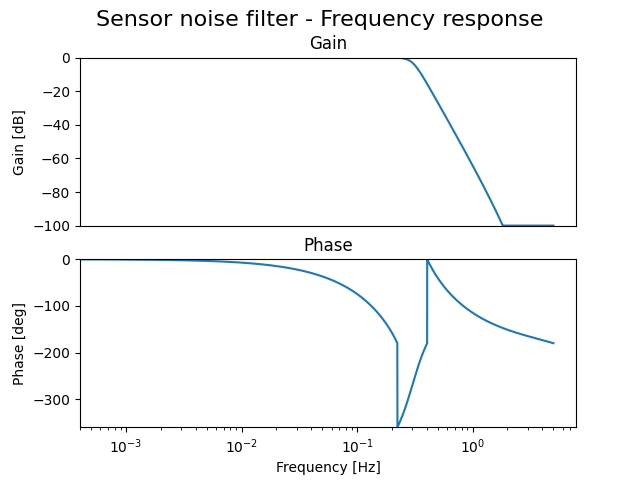 Sensor noise filter - Frequency response
Gain
0
−20
−40
−60
−80
−100
Gain [dB]
Phase
0
−100
−200
−300
Phase [deg]
10⁻³ 10⁻² 10⁻¹ 10⁰
Frequency [Hz]